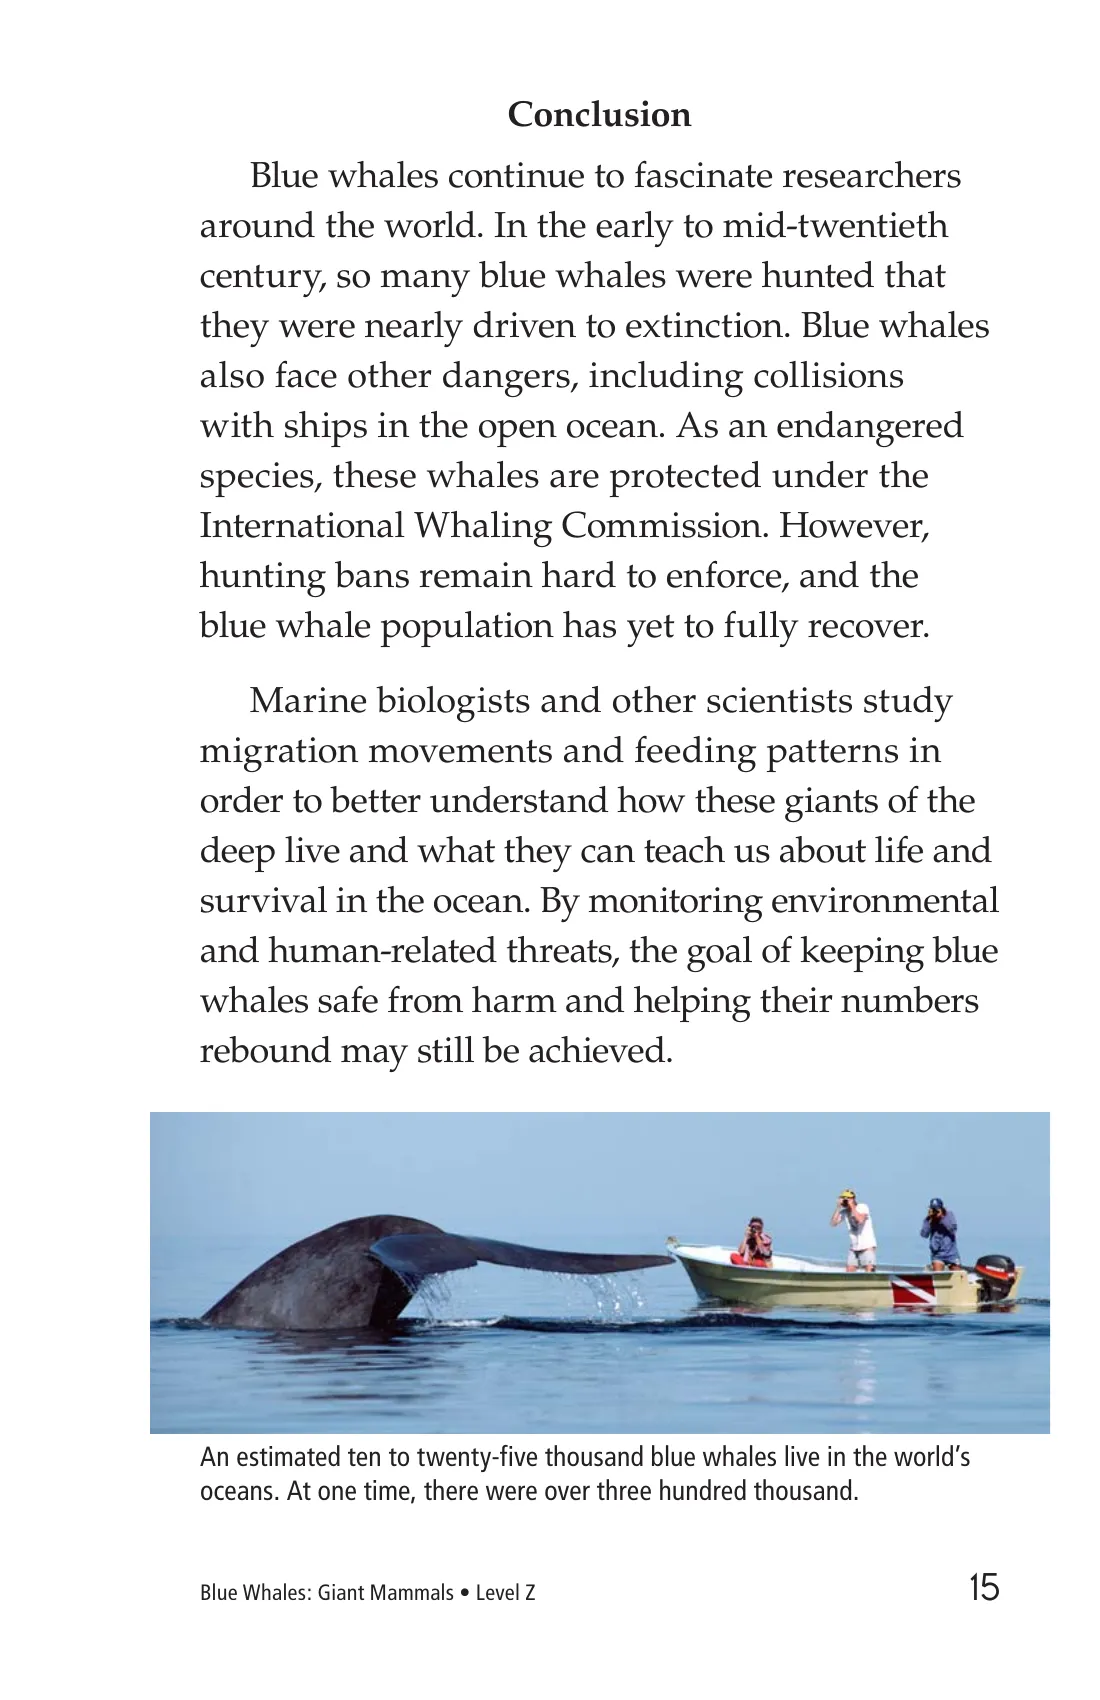 Conclusion
Blue whales continue to fascinate researchers
around the world. In the early to mid-twentieth
century, so many blue whales were hunted that
they were nearly driven to extinction. Blue whales
also face other dangers, including collisions
with ships in the open ocean. As an endangered
species, these whales are protected under the
International Whaling Commission. However,
hunting bans remain hard to enforce, and the
blue whale population has yet to fully recover.
Marine biologists and other scientists study
migration movements and feeding patterns in
order to better understand how these giants of the
deep live and what they can teach us about life and
survival in the ocean. By monitoring environmental
and human-related threats, the goal of keeping blue
whales safe from harm and helping their numbers
rebound may still be achieved.
An estimated ten to twenty-five thousand blue whales live in the world’s
oceans. At one time, there were over three hundred thousand.
Blue Whales: Giant Mammals • Level Z
15